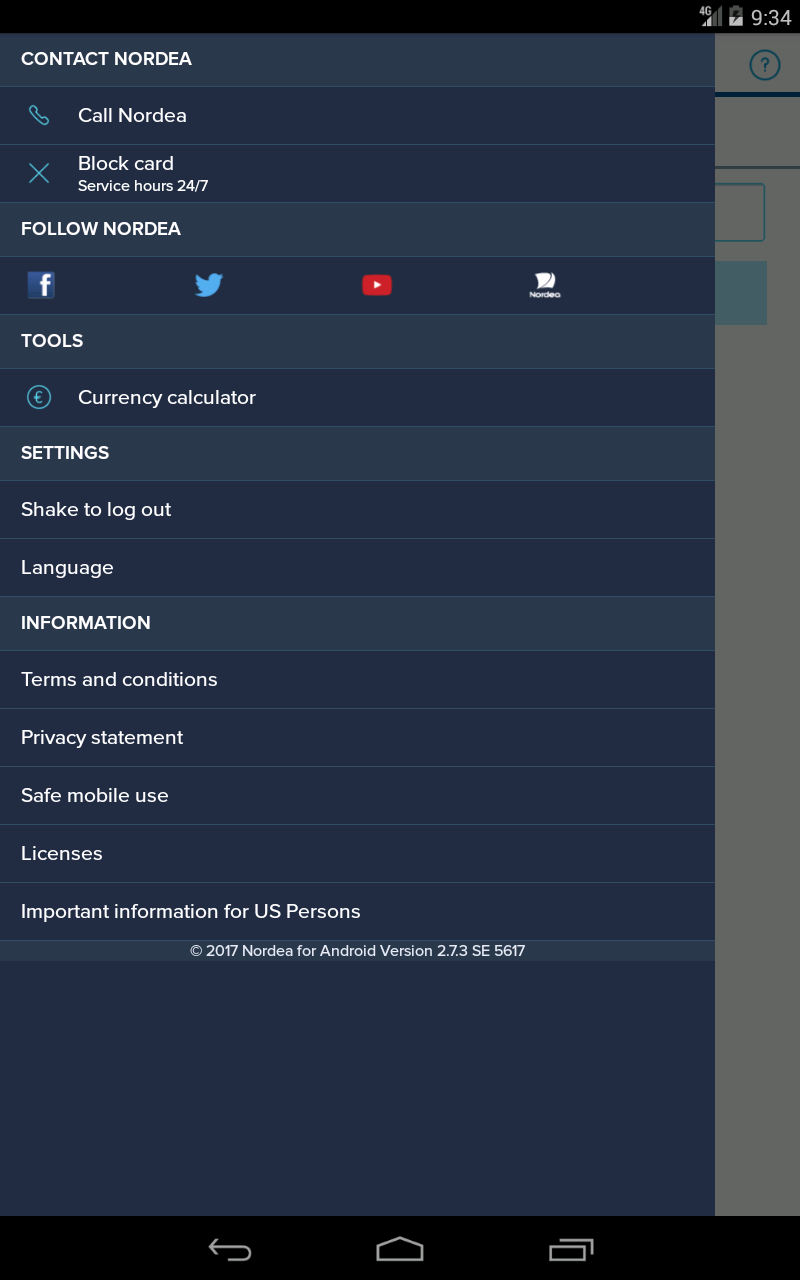 4G 9:34
CONTACT NORDEA
?
Call Nordea
Block card
Service hours 24/7
FOLLOW NORDEA
f
Nordea
TOOLS
€ Currency calculator
SETTINGS
Shake to log out
Language
INFORMATION
Terms and conditions
Privacy statement
Safe mobile use
Licenses
Important information for US Persons
© 2017 Nordea for Android Version 2.7.3 SE 5617